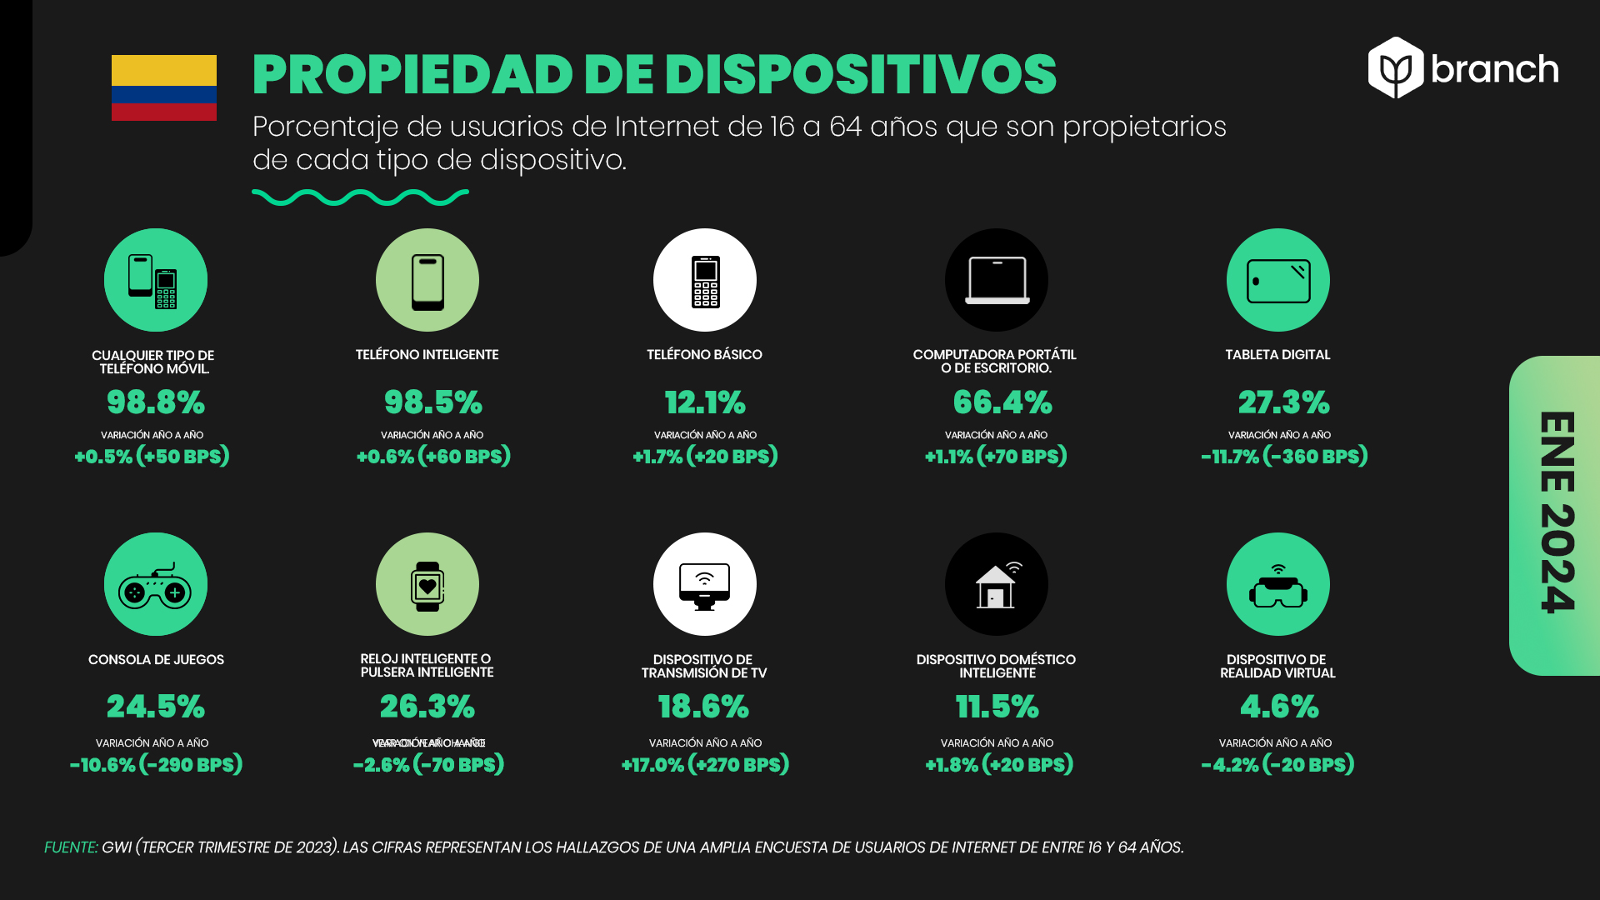 PROPIEDAD DE DISPOSITIVOS
branch
Porcentaje de usuarios de Internet de 16 a 64 años que son propietarios
de cada tipo de dispositivo.
CUALQUIER TIPO DE
TELÉFONO MÓVIL.
98.8%
VARIACIÓN AÑO A AÑO
+0.5% (+50 BPS)
TELÉFONO INTELIGENTE
98.5%
VARIACIÓN AÑO A AÑO
+0.6% (+60 BPS)
TELÉFONO BÁSICO
12.1%
VARIACIÓN AÑO A AÑO
+1.7% (+20 BPS)
COMPUTADORA PORTÁTIL
O DE ESCRITORIO.
66.4%
VARIACIÓN AÑO A AÑO
+1.1% (+70 BPS)
TABLETA DIGITAL
27.3%
VARIACIÓN AÑO A AÑO
-11.7% (-360 BPS)
ENE 2024
CONSOLA DE JUEGOS
24.5%
VARIACIÓN AÑO A AÑO
-10.6% (-290 BPS)
RELOJ INTELIGENTE O
PULSERA INTELIGENTE
26.3%
-2.6% (-70 BPS)
DISPOSITIVO DE
TRANSMISIÓN DE TV
18.6%
VARIACIÓN AÑO A AÑO
+17.0% (+270 BPS)
DISPOSITIVO DOMÉSTICO
INTELIGENTE
11.5%
VARIACIÓN AÑO A AÑO
+1.8% (+20 BPS)
DISPOSITIVO DE
REALIDAD VIRTUAL
4.6%
VARIACIÓN AÑO A AÑO
-4.2% (-20 BPS)
FUENTE: GWI (TERCER TRIMESTRE DE 2023). LAS CIFRAS REPRESENTAN LOS HALLAZGOS DE UNA AMPLIA ENCUESTA DE USUARIOS DE INTERNET DE ENTRE 16 Y 64 AÑOS.